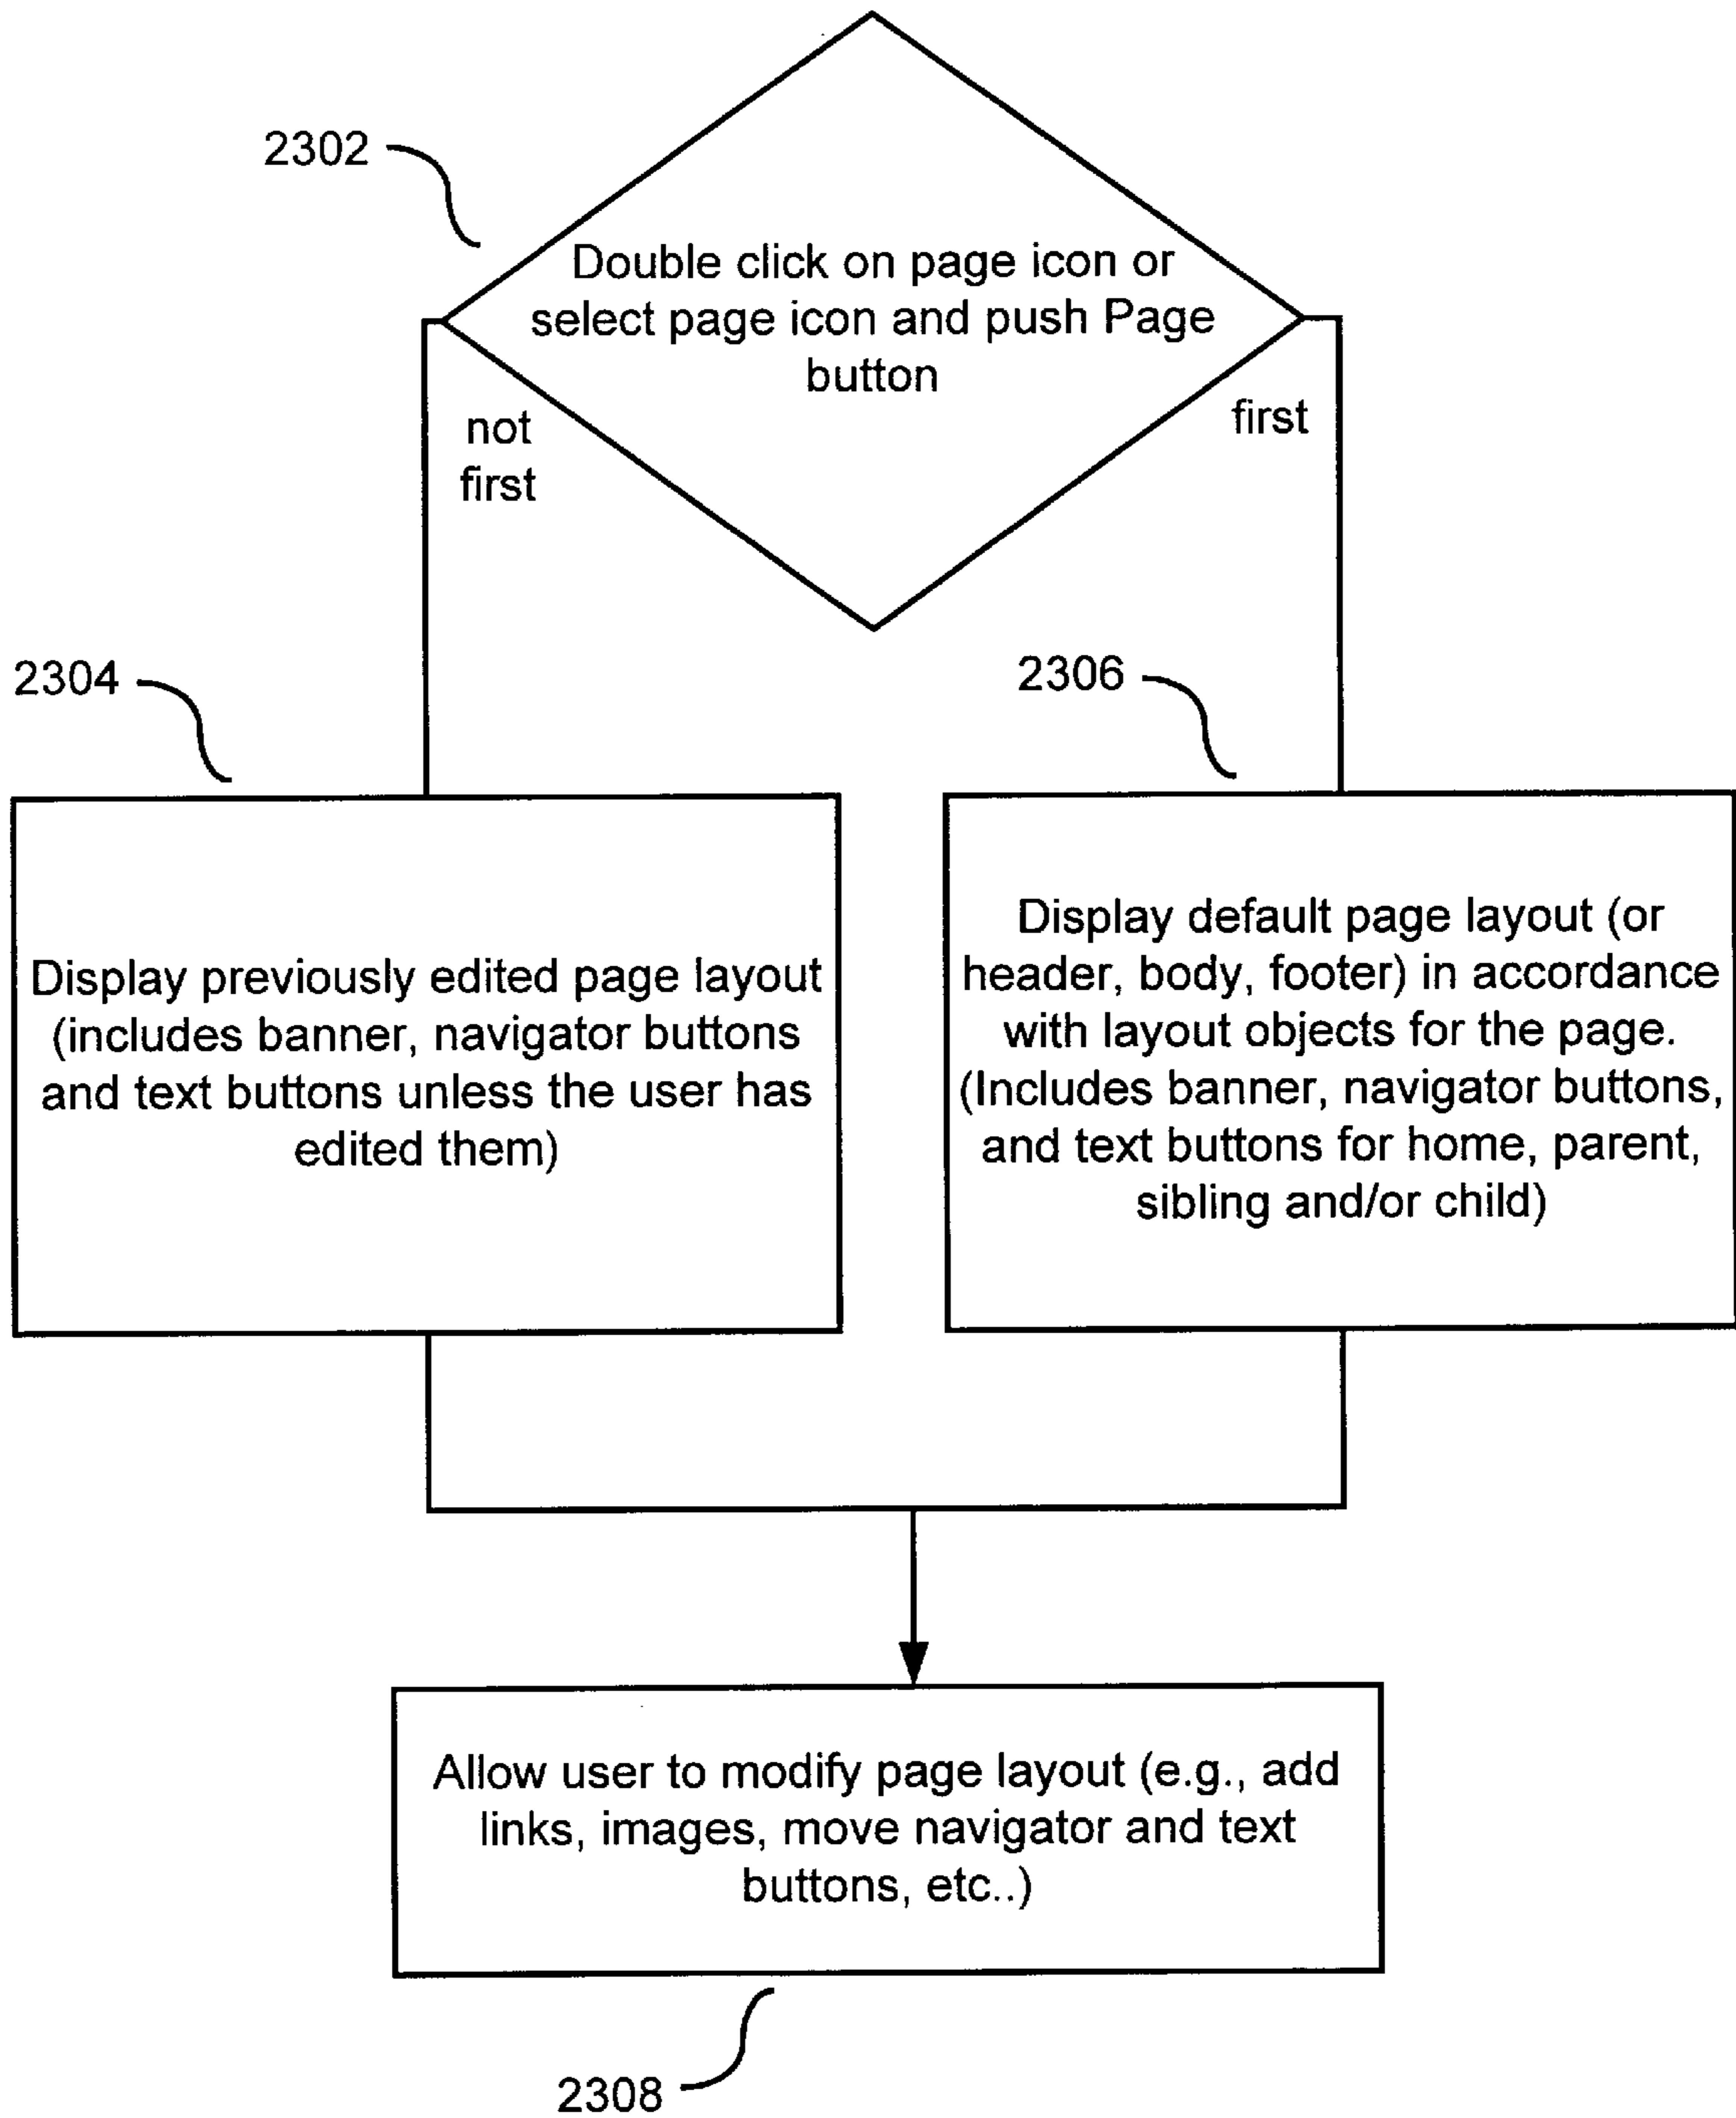 2302
Double click on page icon or
select page icon and push Page
button
not
first
first
2304
2306
Display previously edited page layout
(includes banner, navigator buttons
and text buttons unless the user has
edited them)
Display default page layout (or
header, body, footer) in accordance
with layout objects for the page.
(Includes banner, navigator buttons,
and text buttons for home, parent,
sibling and/or child)
Allow user to modify page layout (e.g., add
links, images, move navigator and text
buttons, etc..)
2308